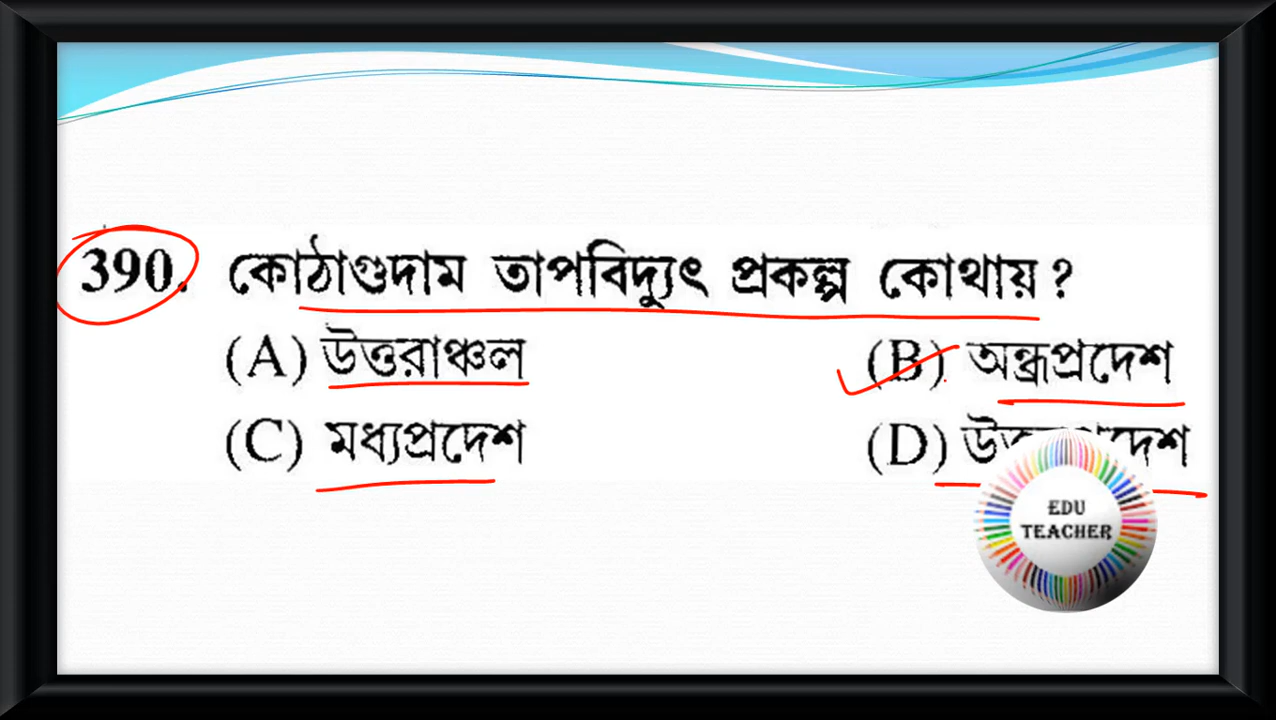 390. কোঠাগুদাম তাপবিদ্যুৎ প্রকল্প কোথায় ?
(A) উত্তরাঞ্চল (B) অন্ধ্রপ্রদেশ
(C) মধ্যপ্রদেশ (D)
EDU
TEACHER